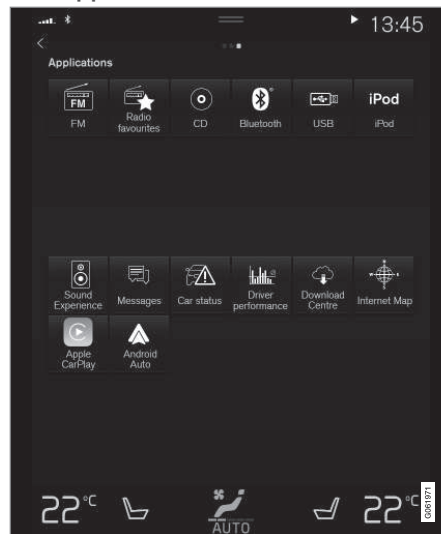 13:45
Applications
FM
iPod
FM
Radio
favourites
CD
Bluetooth
USB
iPod
Sound
Experience
Messages
Car status
Driver
performance
Download
Centre
Internet Map
Apple
CarPlay
Android
Auto
22°C
AUTO
22°C
G061971